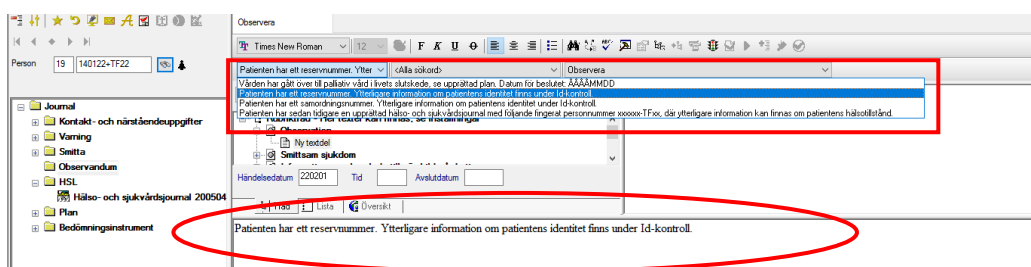 Observera
Times New Roman 12 F K U
Person 19 140122+TF22
Patienten har ett reservnummer. Ytter <Alla sökord> Observera
Vården har gått över till palliativ vård i livets slutskede, se upprättad plan. Datum för beslutet: ÅÅÅÅMMDD
Patienten har ett reservnummer. Ytterligare information om patientens identitet finns under Id-kontroll.
Patienten har ett samordningsnummer. Ytterligare information om patientens identitet under Id-kontroll.
Patienten har sedan tidigare en upprättad hälso- och sjukvårdsjournal med följande fingerat personnummer xxxxxx-TFxx, där ytterligare information kan finnas om patientens hälsotillstånd.
Journal
Kontakt- och närståendeuppgifter
Varning
Smitta
Observandum
HSL
Hälso- och sjukvårdsjournal 200504
Plan
Bedömningsinstrument
Observation
Ny textdel
Smittsam sjukdom
Händelsedatum 220201 Tid Avslutdatum
Träd Lista Översikt
Patienten har ett reservnummer. Ytterligare information om patientens identitet finns under Id-kontroll.